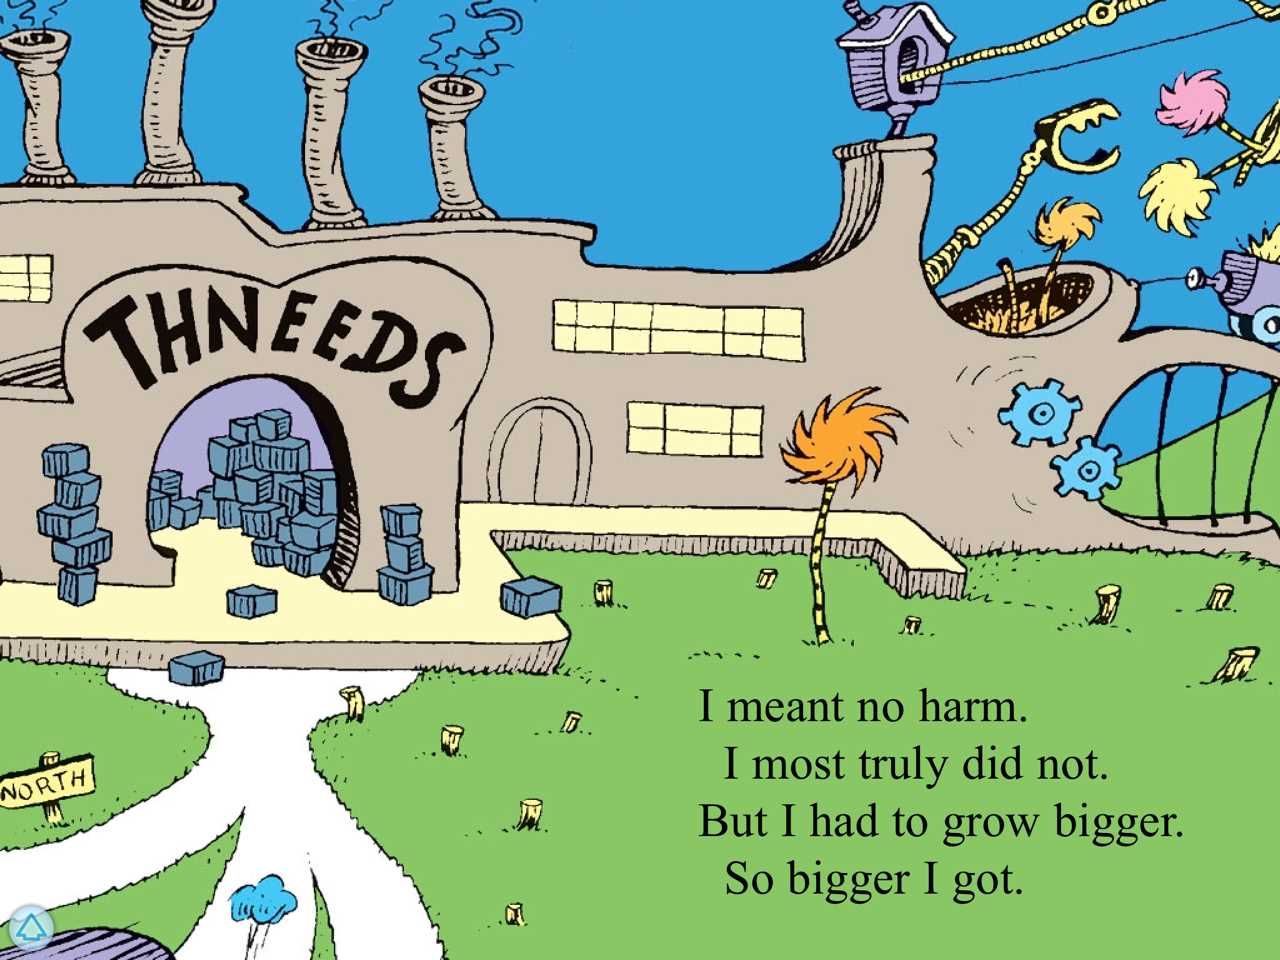 THNEEDS
NORTH
I meant no harm.
I most truly did not.
But I had to grow bigger.
So bigger I got.